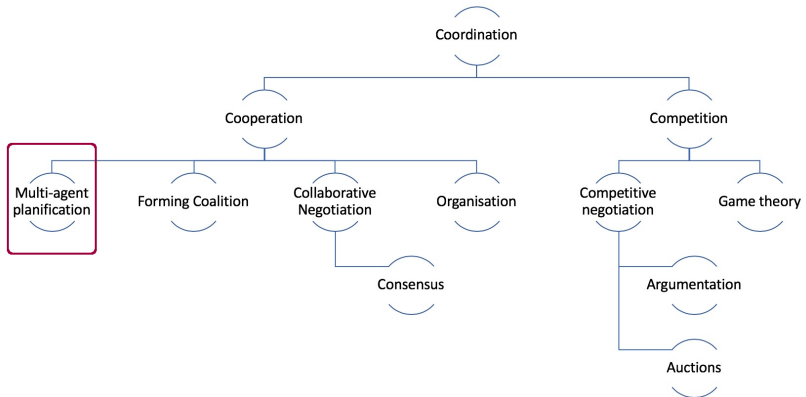 Coordination
Cooperation
Competition
Multi-agent
planification
Forming Coalition
Collaborative
Negotiation
Organisation
Competitive
negotiation
Game theory
Consensus
Argumentation
Auctions